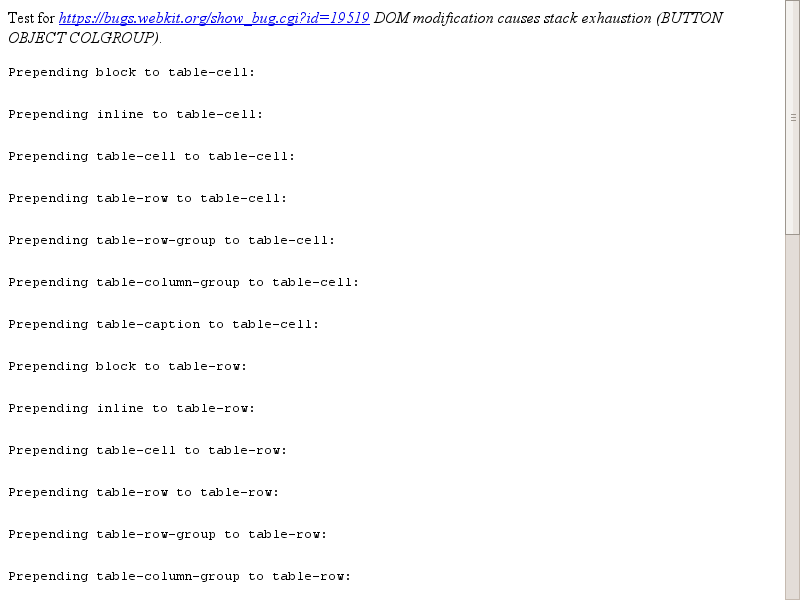 Test for https://bugs.webkit.org/show_bug.cgi?id=19519 DOM modification causes stack exhaustion (BUTTON
OBJECT COLGROUP).
Prepending block to table-cell:
Prepending inline to table-cell:
Prepending table-cell to table-cell:
Prepending table-row to table-cell:
Prepending table-row-group to table-cell:
Prepending table-column-group to table-cell:
Prepending table-caption to table-cell:
Prepending block to table-row:
Prepending inline to table-row:
Prepending table-cell to table-row:
Prepending table-row to table-row:
Prepending table-row-group to table-row:
Prepending table-column-group to table-row: